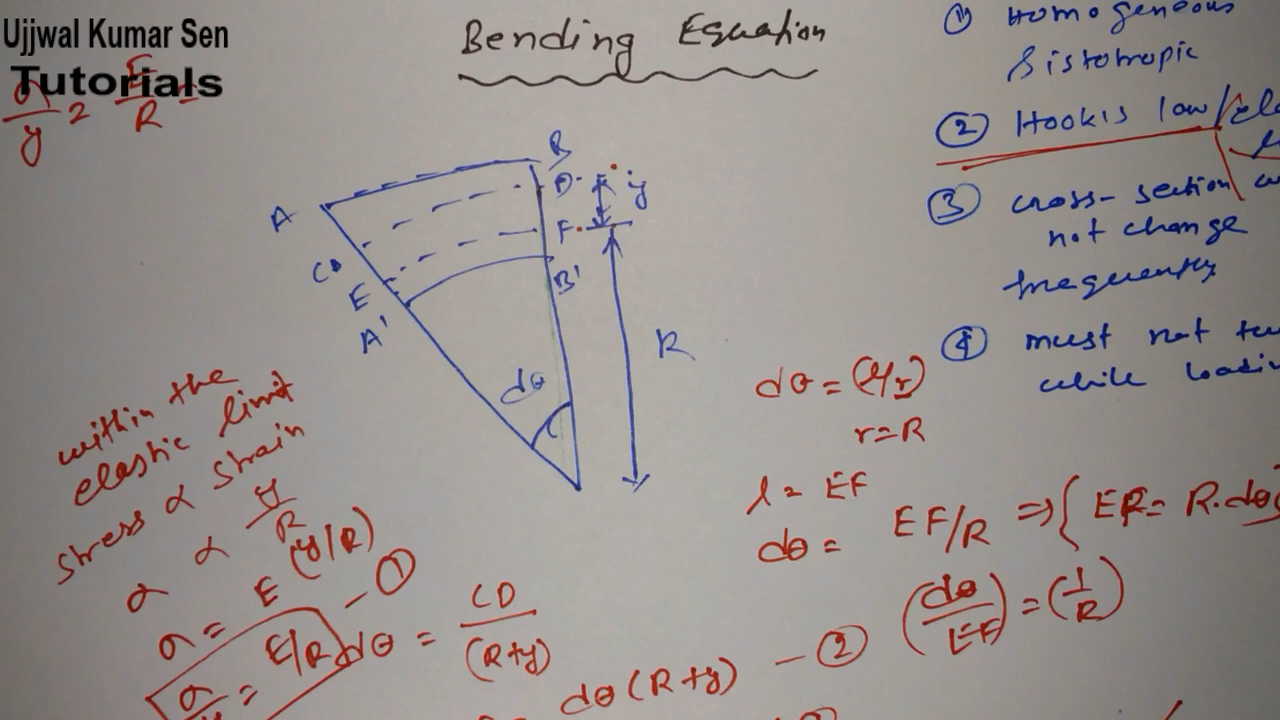 Ujjwal Kumar Sen
Tutorials
Bending Equation
σ/y = E/R =
A
B
D
y
F
C
E
B'
A'
R
dθ
① Homogeneous
& isotropic
② Hook's low/
③ cross-section
not change
frequently
④ must not
while
within the
elastic limit
stress ∝ strain
σ ∝ y/R
σ = E (y/R)
σ/y = E/R - ①
dθ = (l/r)
r=R
l = EF
dθ = EF/R ⇒ { EF = R.dθ
(dθ/EF) = (1/R)
dθ = CD/(R+y)
dθ (R+y) - ②